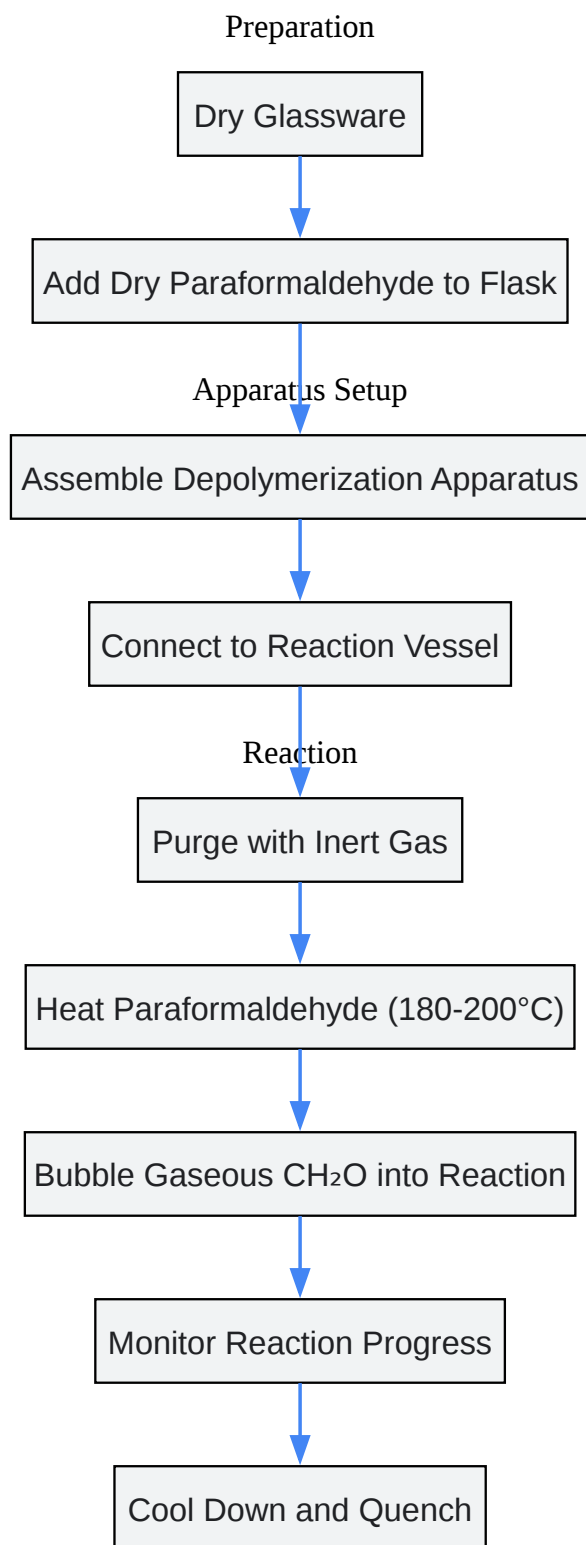 Preparation
Dry Glassware
Add Dry Paraformaldehyde to Flask
Apparatus Setup
Assemble Depolymerization Apparatus
Connect to Reaction Vessel
Reaction
Purge with Inert Gas
Heat Paraformaldehyde (180-200°C)
Bubble Gaseous CH₂O into Reaction
Monitor Reaction Progress
Cool Down and Quench